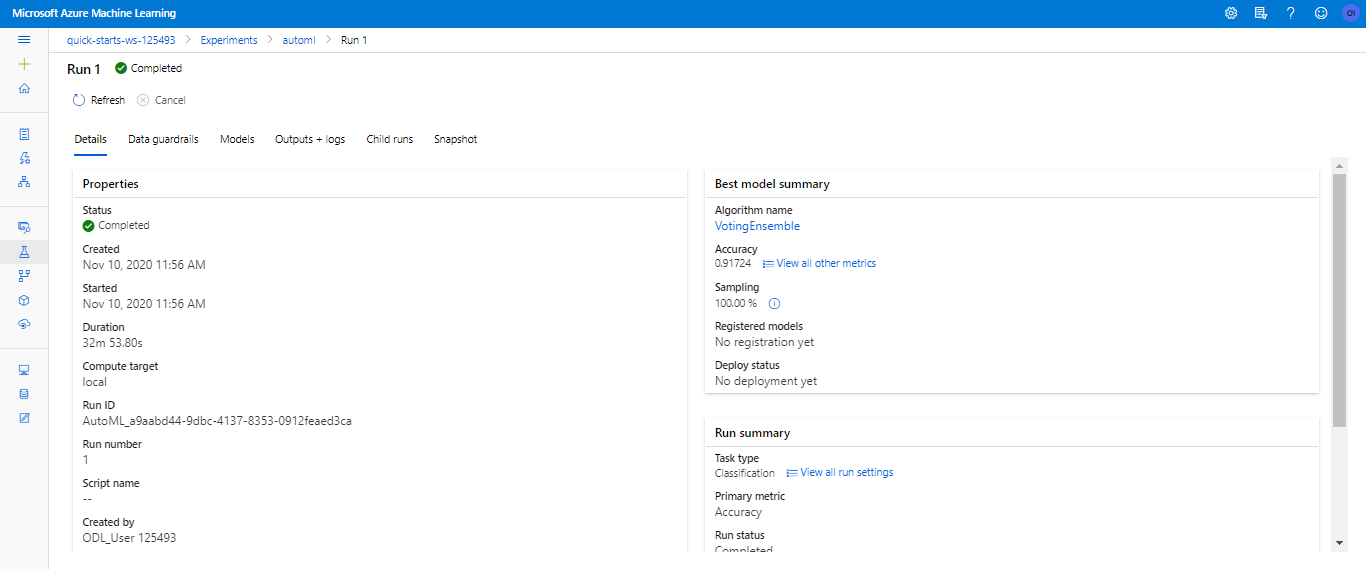 Microsoft Azure Machine Learning
O1
quick-starts-ws-125493 > Experiments > automl > Run 1
Run 1 Completed
Refresh Cancel
Details Data guardrails Models Outputs + logs Child runs Snapshot
Properties
Status
Completed
Created
Nov 10, 2020 11:56 AM
Started
Nov 10, 2020 11:56 AM
Duration
32m 53.80s
Compute target
local
Run ID
AutoML_a9aabd44-9dbc-4137-8353-0912feaed3ca
Run number
1
Script name
--
Created by
ODL_User 125493
Best model summary
Algorithm name
VotingEnsemble
Accuracy
0.91724 View all other metrics
Sampling
100.00 %
Registered models
No registration yet
Deploy status
No deployment yet
Run summary
Task type
Classification View all run settings
Primary metric
Accuracy
Run status
Completed